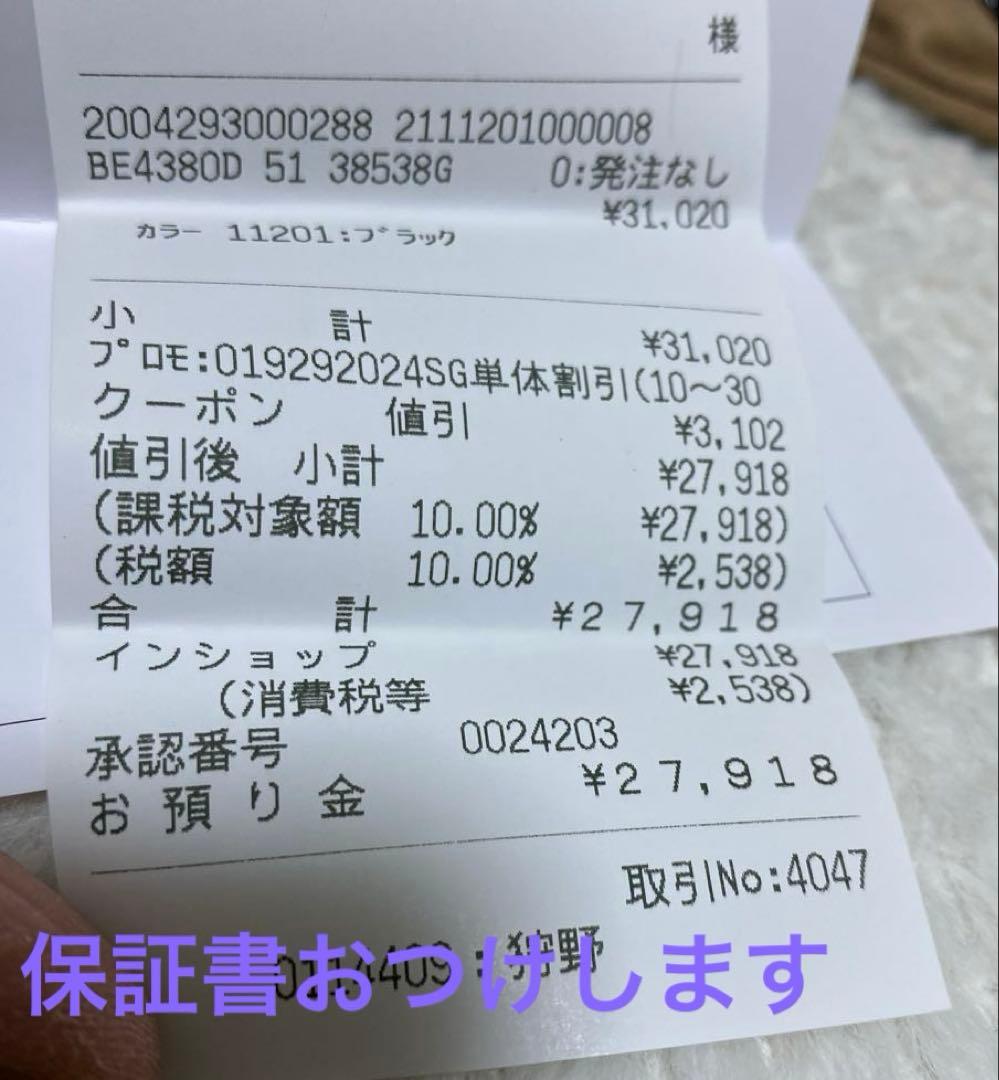 様
2004293000288 2111201000008
BE4380D 51 38538G 0:発注なし
¥31,020
カラー 11201:ブラック
小 計 ¥31,020
プロモ:019292024SG単体割引(10〜30
クーポン 値引 ¥3,102
値引後 小計 ¥27,918
(課税対象額 10.00% ¥27,918)
(税額 10.00% ¥2,538)
合 計 ¥27,918
インショップ ¥27,918
(消費税等 ¥2,538)
承認番号 0024203
お預り金 ¥27,918
取引No:4047
:狩野
保証書おつけします